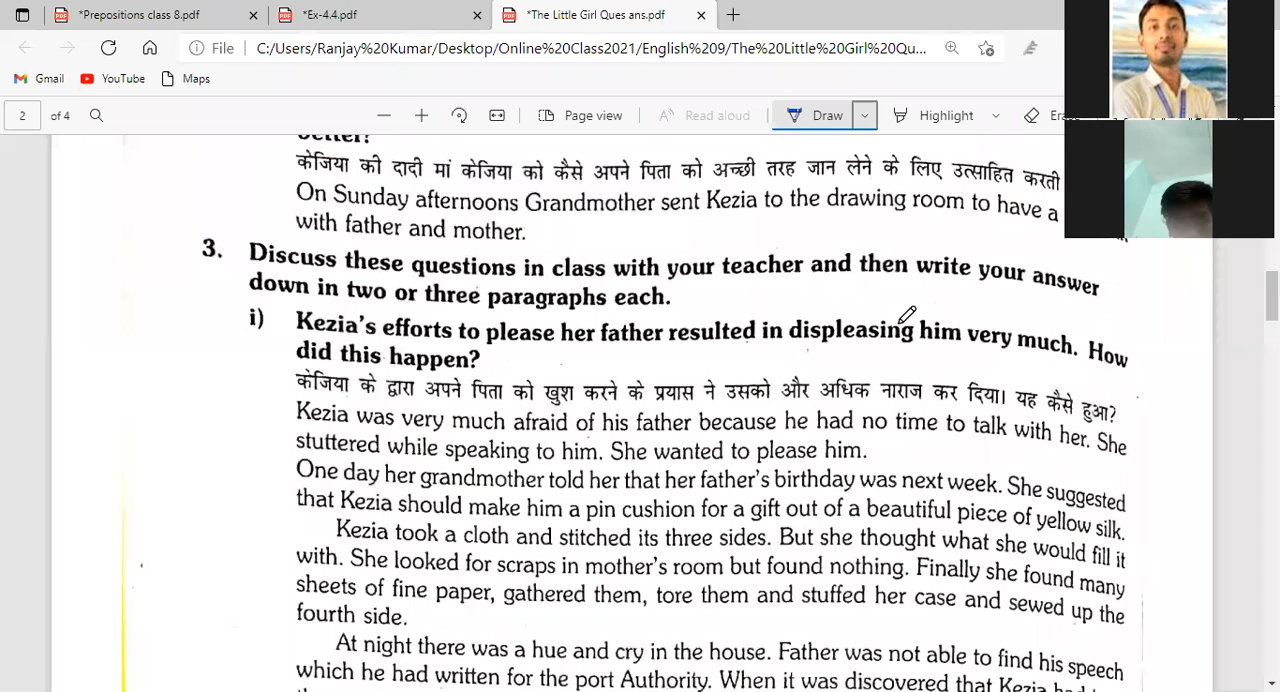 *Prepositions class 8.pdf
*Ex-4.4.pdf
*The Little Girl Ques ans.pdf
File C:/Users/Ranjay%20Kumar/Desktop/Online%20Class2021/English%209/The%20Little%20Girl%20Qu...
Gmail YouTube Maps
2 of 4 Page view Read aloud Draw Highlight
better?
केजिया की दादी मां केजिया को कैसे अपने पिता को अच्छी तरह जान लेने के लिए उत्साहित करती
On Sunday afternoons Grandmother sent Kezia to the drawing room to have a
with father and mother.
3. Discuss these questions in class with your teacher and then write your answer
down in two or three paragraphs each.
i) Kezia's efforts to please her father resulted in displeasing him very much. How
did this happen?
केजिया के द्वारा अपने पिता को खुश करने के प्रयास ने उसको और अधिक नाराज कर दिया। यह कैसे हुआ?
Kezia was very much afraid of his father because he had no time to talk with her. She
stuttered while speaking to him. She wanted to please him.
One day her grandmother told her that her father's birthday was next week. She suggested
that Kezia should make him a pin cushion for a gift out of a beautiful piece of yellow silk.
Kezia took a cloth and stitched its three sides. But she thought what she would fill it
with. She looked for scraps in mother's room but found nothing. Finally she found many
sheets of fine paper, gathered them, tore them and stuffed her case and sewed up the
fourth side.
At night there was a hue and cry in the house. Father was not able to find his speech
which he had written for the port Authority. When it was discovered that Kezia had